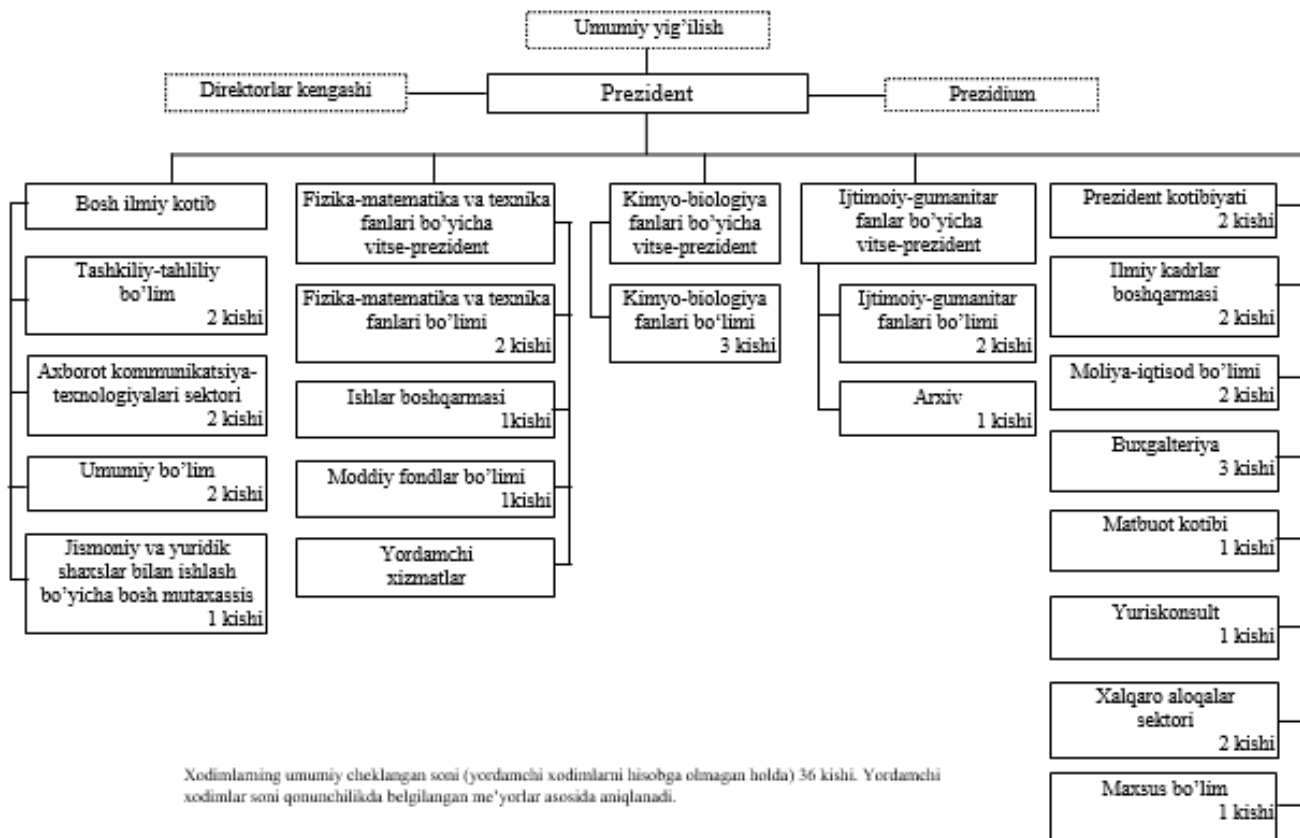 Umumiy yig’ilish
Direktorlar kengashi
Prezident
Prezidium
Bosh ilmiy kotib
Tashkiliy-tahliliy
bo’lim
2 kishi
Axborot kommunikatsiya-
texnologiyalari sektori
2 kishi
Umumiy bo’lim
2 kishi
Jismoniy va yuridik
shaxslar bilan ishlash
bo’yicha bosh mutaxassis
1 kishi
Fizika-matematika va texnika
fanlari bo’yicha
vitse-prezident
Fizika-matematika va texnika
fanlari bo’limi
2 kishi
Ishlar boshqarmasi
1kishi
Moddiy fondlar bo’limi
1kishi
Yordamchi
xizmatlar
Kimyo-biologiya
fanlari bo’yicha
vitse-prezident
Kimyo-biologiya
fanlari bo‘limi
3 kishi
Ijtimoiy-gumanitar
fanlar bo’yicha
vitse-prezident
Ijtimoiy-gumanitar
fanlari bo’limi
2 kishi
Arxiv
1 kishi
Prezident kotibiyati
2 kishi
Ilmiy kadrlar
boshqarmasi
2 kishi
Moliya-iqtisod bo’limi
2 kishi
Buxgalteriya
3 kishi
Matbuot kotibi
1 kishi
Yuriskonsult
1 kishi
Xalqaro aloqalar
sektori
2 kishi
Maxsus bo’lim
1 kishi
Xodimlarning umumiy cheklangan soni (yordamchi xodimlarni hisobga olmagan holda) 36 kishi. Yordamchi
xodimlar soni qonunchilikda belgilangan me’yorlar asosida aniqlanadi.